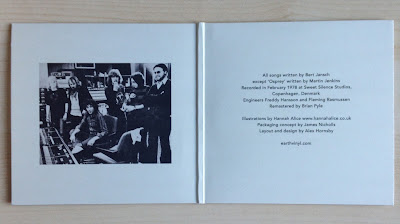 All songs written by Bert Jansch
except 'Osprey' written by Martin Jenkins
Recorded in February 1978 at Sweet Silence Studios,
Copenhagen, Denmark
Engineers Freddy Hansson and Flemming Rasmussen
Remastered by Brian Pyle
Illustrations by Hannah Alice www.hannahalice.co.uk
Packaging concept by James Nicholls
Layout and design by Alex Hornsby
earthvinyl.com